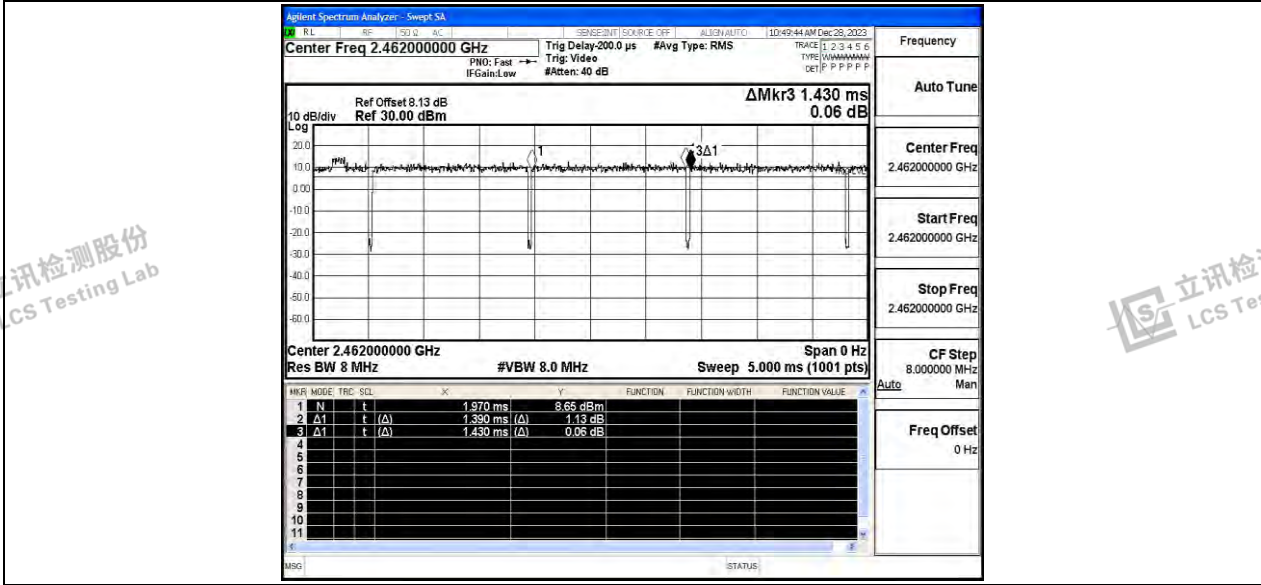 Agilent Spectrum Analyzer - Swept SA
RL RF 50 Ω AC SENSE:INT SOURCE OFF ALIGN AUTO 10:49:44 AM Dec 28, 2023
Center Freq 2.462000000 GHz
PNO: Fast
IFGain:Low
Trig Delay-200.0 µs #Avg Type: RMS
Trig: Video
#Atten: 40 dB
TRACE 1 2 3 4 5 6
TYPE
DET P P P P P P
Frequency
Auto Tune
Center Freq
2.462000000 GHz
Start Freq
2.462000000 GHz
Stop Freq
2.462000000 GHz
CF Step
8.000000 MHz
Auto Man
Freq Offset
0 Hz
ΔMkr3 1.430 ms
0.06 dB
Ref Offset 8.13 dB
10 dB/div Ref 30.00 dBm
Log
20.0
10.0
0.00
-10.0
-20.0
-30.0
-40.0
-50.0
-60.0
1
3Δ1
Center 2.462000000 GHz Span 0 Hz
Res BW 8 MHz #VBW 8.0 MHz Sweep 5.000 ms (1001 pts)
MKR MODE TRC SCL X Y FUNCTION FUNCTION WIDTH FUNCTION VALUE
1 N t 1.970 ms 8.65 dBm
2 Δ1 t (Δ) 1.390 ms (Δ) 1.13 dB
3 Δ1 t (Δ) 1.430 ms (Δ) 0.06 dB
4
5
6
7
8
9
10
11
MSG STATUS
讯检测股份
LCS Testing Lab
立讯检
LCS Tes